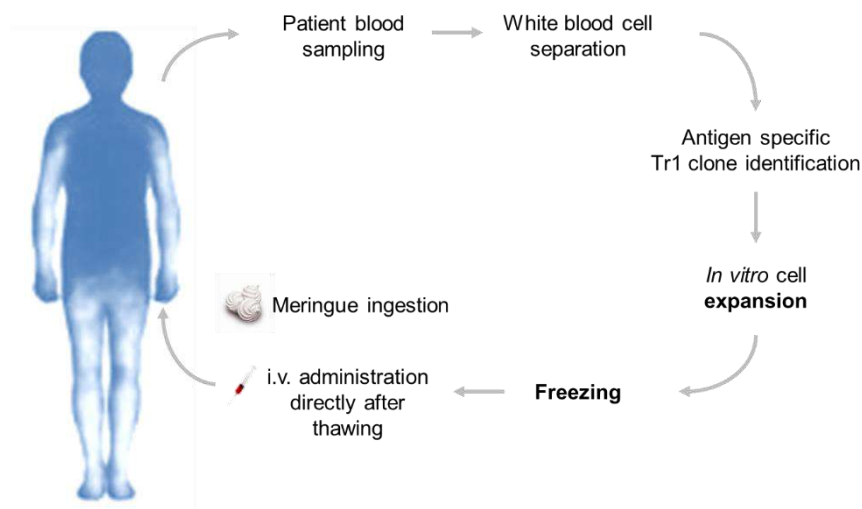 Patient blood
sampling
White blood cell
separation
Antigen specific
Tr1 clone identification
In vitro cell
expansion
Freezing
i.v. administration
directly after
thawing
Meringue ingestion